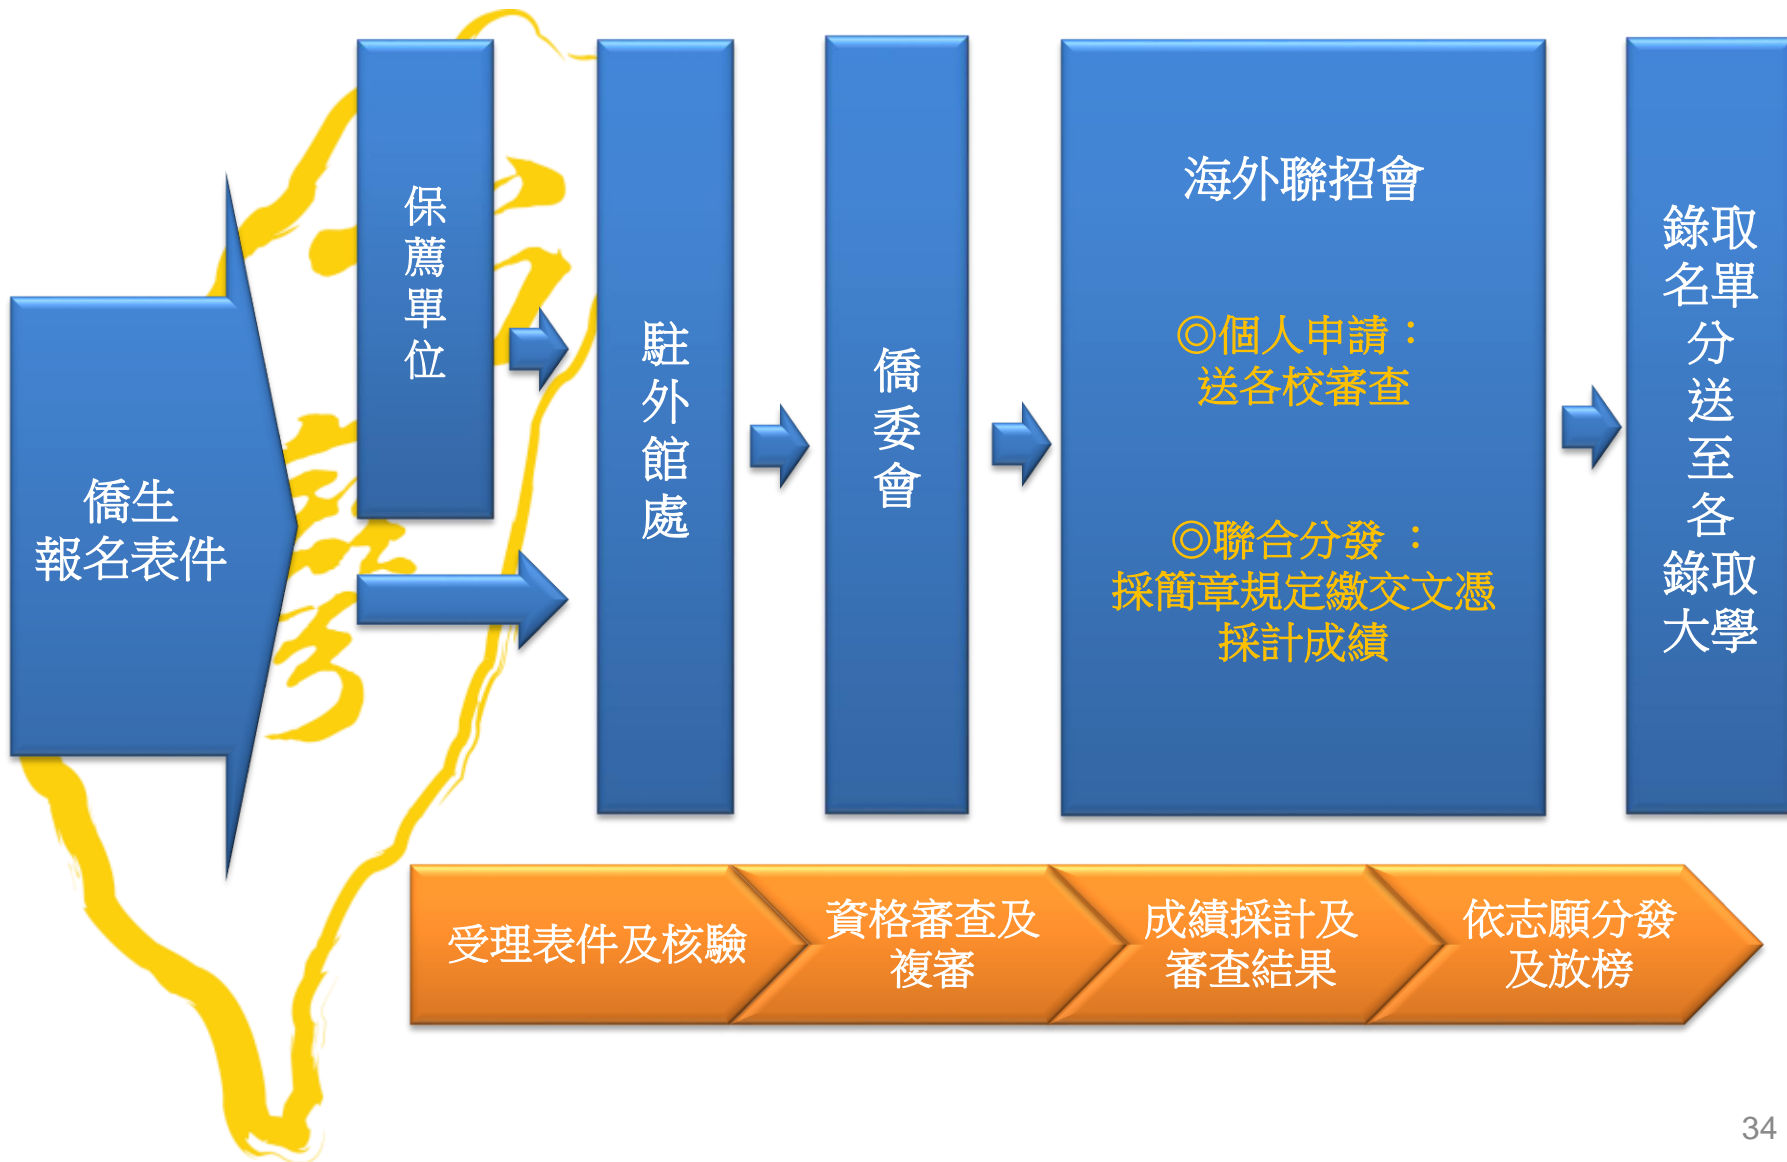 僑生
報名表件
保薦單位
駐外館處
僑委會
海外聯招會
◎個人申請：
送各校審查
◎聯合分發 ：
採簡章規定繳交文憑
採計成績
錄取
名單
分
送
至
各
錄取
大學
受理表件及核驗
資格審查及
複審
成績採計及
審查結果
依志願分發
及放榜
34